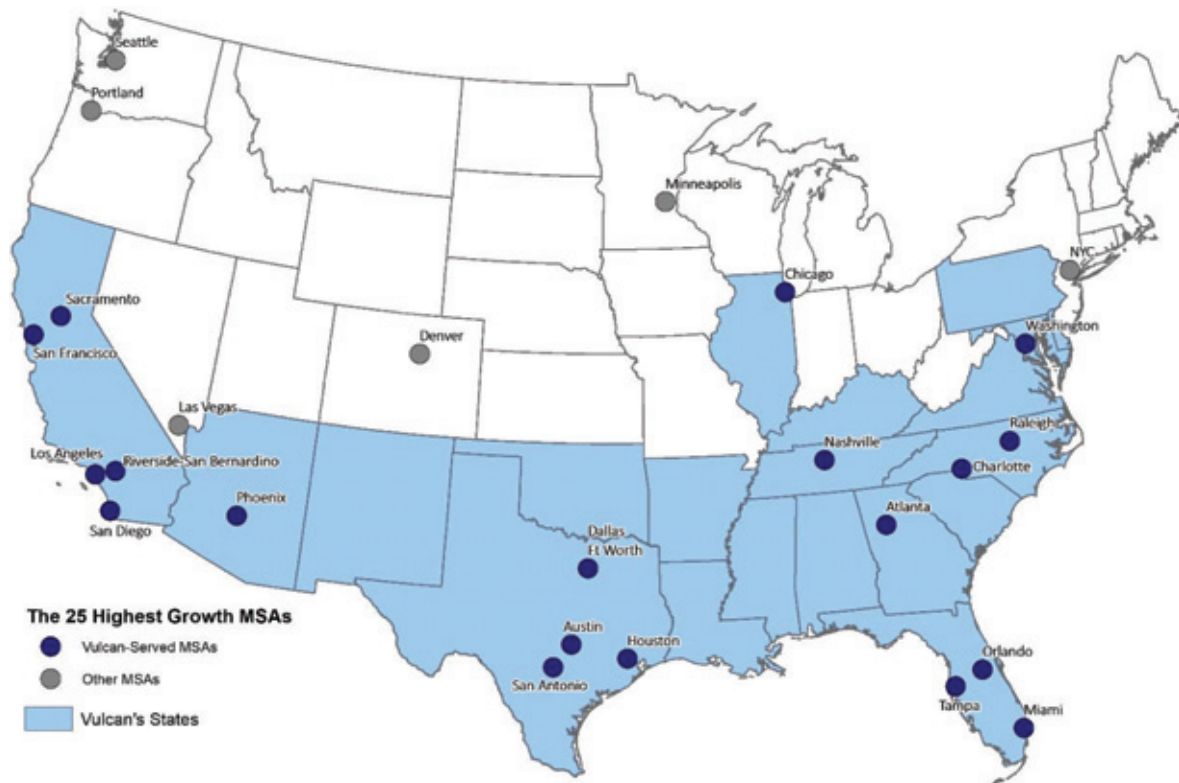 Seattle
Portland
Minneapolis
NYC
Chicago
Sacramento
San Francisco
Denver
Washington
Las Vegas
Los Angeles
Riverside-San Bernardino
Phoenix
San Diego
Nashville
Raleigh
Charlotte
Atlanta
Dallas
Ft Worth
Austin
Houston
San Antonio
Orlando
Tampa
Miami
The 25 Highest Growth MSAs
Vulcan-Served MSAs
Other MSAs
Vulcan's States